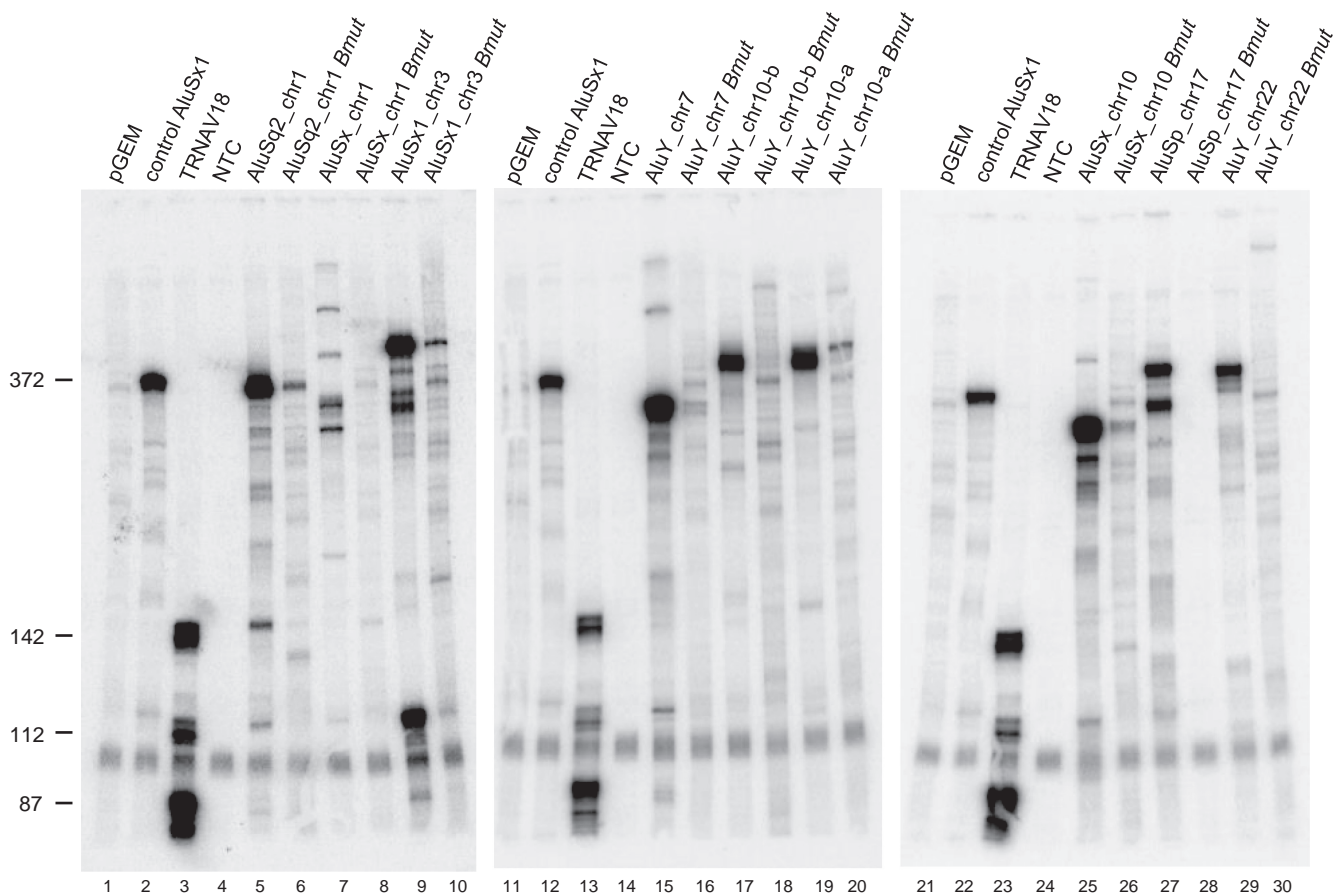 pGEM
control AluSx1
TRNAV18
NTC
AluSq2_chr1
AluSq2_chr1 Bmut
AluSx_chr1
AluSx_chr1 Bmut
AluSx1_chr3
AluSx1_chr3 Bmut
pGEM
control AluSx1
TRNAV18
NTC
AluY_chr7
AluY_chr7 Bmut
AluY_chr10-b
AluY_chr10-b Bmut
AluY_chr10-a
AluY_chr10-a Bmut
pGEM
control AluSx1
TRNAV18
NTC
AluSx_chr10
AluSx_chr10 Bmut
AluSp_chr17
AluSp_chr17 Bmut
AluY_chr22
AluY_chr22 Bmut
372
142
112
87
1 2 3 4 5 6 7 8 9 10 11 12 13 14 15 16 17 18 19 20 21 22 23 24 25 26 27 28 29 30